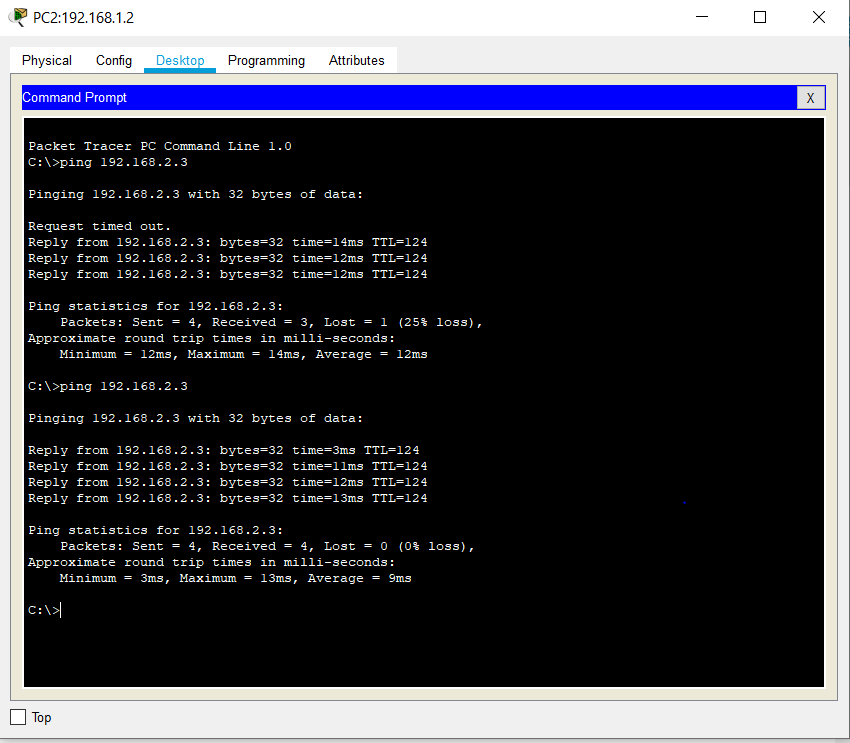 PC2:192.168.1.2
Physical Config Desktop Programming Attributes
Command Prompt X
Packet Tracer PC Command Line 1.0
C:\>ping 192.168.2.3
Pinging 192.168.2.3 with 32 bytes of data:
Request timed out.
Reply from 192.168.2.3: bytes=32 time=14ms TTL=124
Reply from 192.168.2.3: bytes=32 time=12ms TTL=124
Reply from 192.168.2.3: bytes=32 time=12ms TTL=124
Ping statistics for 192.168.2.3:
    Packets: Sent = 4, Received = 3, Lost = 1 (25% loss),
Approximate round trip times in milli-seconds:
    Minimum = 12ms, Maximum = 14ms, Average = 12ms
C:\>ping 192.168.2.3
Pinging 192.168.2.3 with 32 bytes of data:
Reply from 192.168.2.3: bytes=32 time=3ms TTL=124
Reply from 192.168.2.3: bytes=32 time=11ms TTL=124
Reply from 192.168.2.3: bytes=32 time=12ms TTL=124
Reply from 192.168.2.3: bytes=32 time=13ms TTL=124
Ping statistics for 192.168.2.3:
    Packets: Sent = 4, Received = 4, Lost = 0 (0% loss),
Approximate round trip times in milli-seconds:
    Minimum = 3ms, Maximum = 13ms, Average = 9ms
C:\>
Top